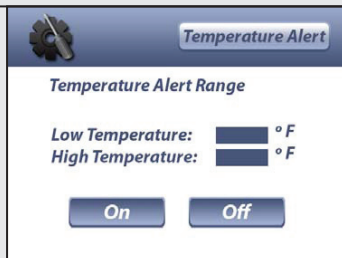 Temperature Alert
Temperature Alert Range
Low Temperature: º F
High Temperature: º F
On Off